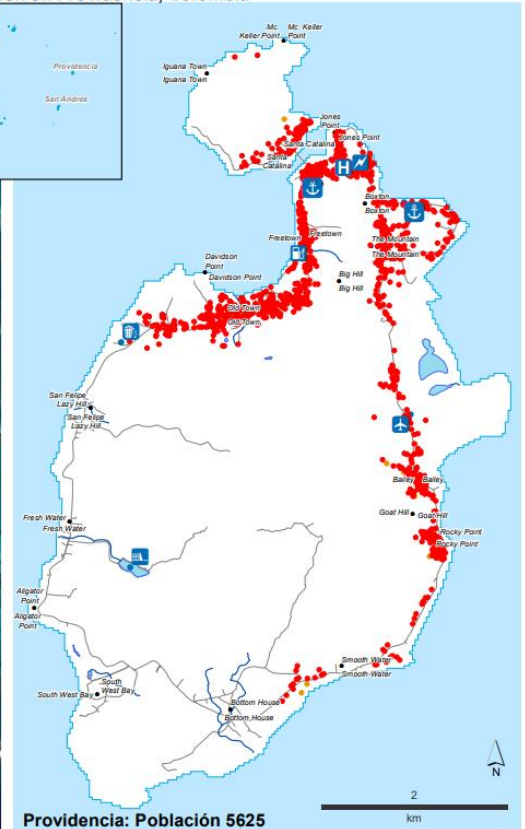 Providencia
San Andrés
Mc. Keller Point
Mc. Keller
Point
Iguana Town
Iguana Town
Jones
Point
Jones Point
Santa Catalina
Santa
Catalina
H
Boxton
Boxton
Freetown
Freetown
The Mountain
The Mountain
Davidson
Point
Davidson Point
Big Hill
Big Hill
Old Town
Old Town
San Felipe
Lazy Hill
San Felipe
Lazy Hill
Bailey
Bailey
Goat Hill
Goat Hill
Fresh Water
Fresh Water
Rocky Point
Rocky Point
Aligator
Point
Aligator
Point
Smooth Water
Smooth Water
South
West Bay
South West Bay
Bottom House
Bottom House
N
2
km
Providencia: Población 5625